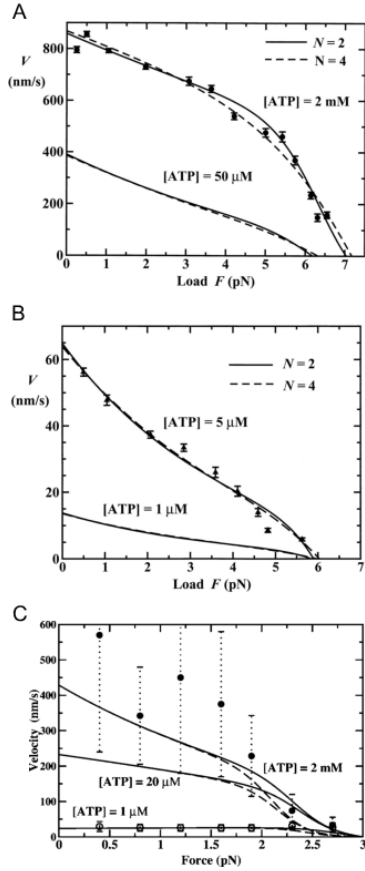 A
800
600
400
200
0
V
(nm/s)
N = 2
N = 4
[ATP] = 2 mM
[ATP] = 50 μM
0 1 2 3 4 5 6 7
Load F (pN)
B
60
40
20
0
V
(nm/s)
N = 2
N = 4
[ATP] = 5 μM
[ATP] = 1 μM
0 1 2 3 4 5 6 7
Load F (pN)
C
600
500
400
300
200
100
0
Velocity (nm/s)
[ATP] = 2 mM
[ATP] = 20 μM
[ATP] = 1 μM
0 0.5 1 1.5 2 2.5 3
Force (pN)